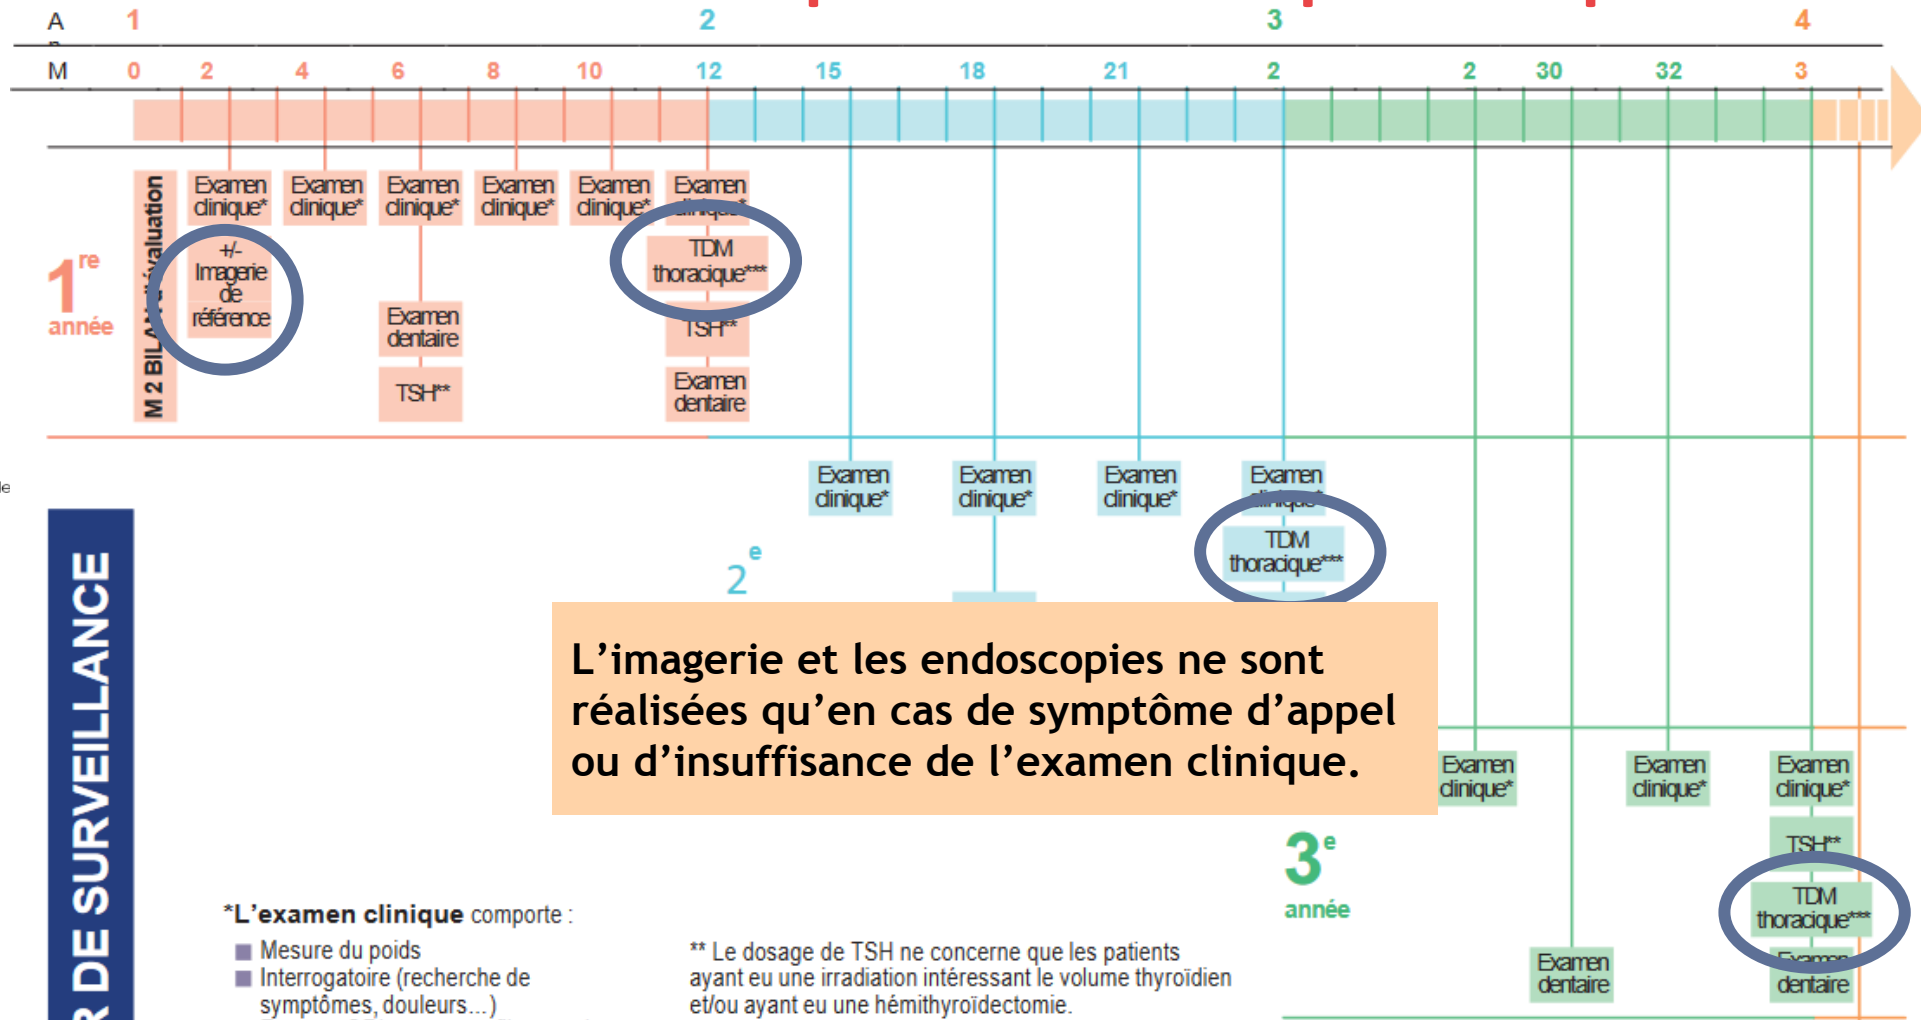 A 1 2 3 4
M 0 2 4 6 8 10 12 15 18 21 2 2 30 32 3
M 2 BILAN d'évaluation
1re
année
Examen
clinique*
+/-
Imagerie
de
référence
Examen
clinique*
Examen
clinique*
Examen
dentaire
TSH**
Examen
clinique*
Examen
clinique*
Examen
clinique*
TDM
thoracique***
TSH**
Examen
dentaire
le
2e
Examen
clinique*
Examen
clinique*
Examen
clinique*
Examen
clinique*
TDM
thoracique***
L’imagerie et les endoscopies ne sont
réalisées qu’en cas de symptôme d’appel
ou d’insuffisance de l’examen clinique.
3e
année
Examen
clinique*
Examen
dentaire
Examen
clinique*
Examen
clinique*
TSH**
TDM
thoracique***
Examen
dentaire
R DE SURVEILLANCE
*L'examen clinique comporte :
Mesure du poids
Interrogatoire (recherche de
symptômes, douleurs...)
** Le dosage de TSH ne concerne que les patients
ayant eu une irradiation intéressant le volume thyroïdien
et/ou ayant eu une hémithyroïdectomie.